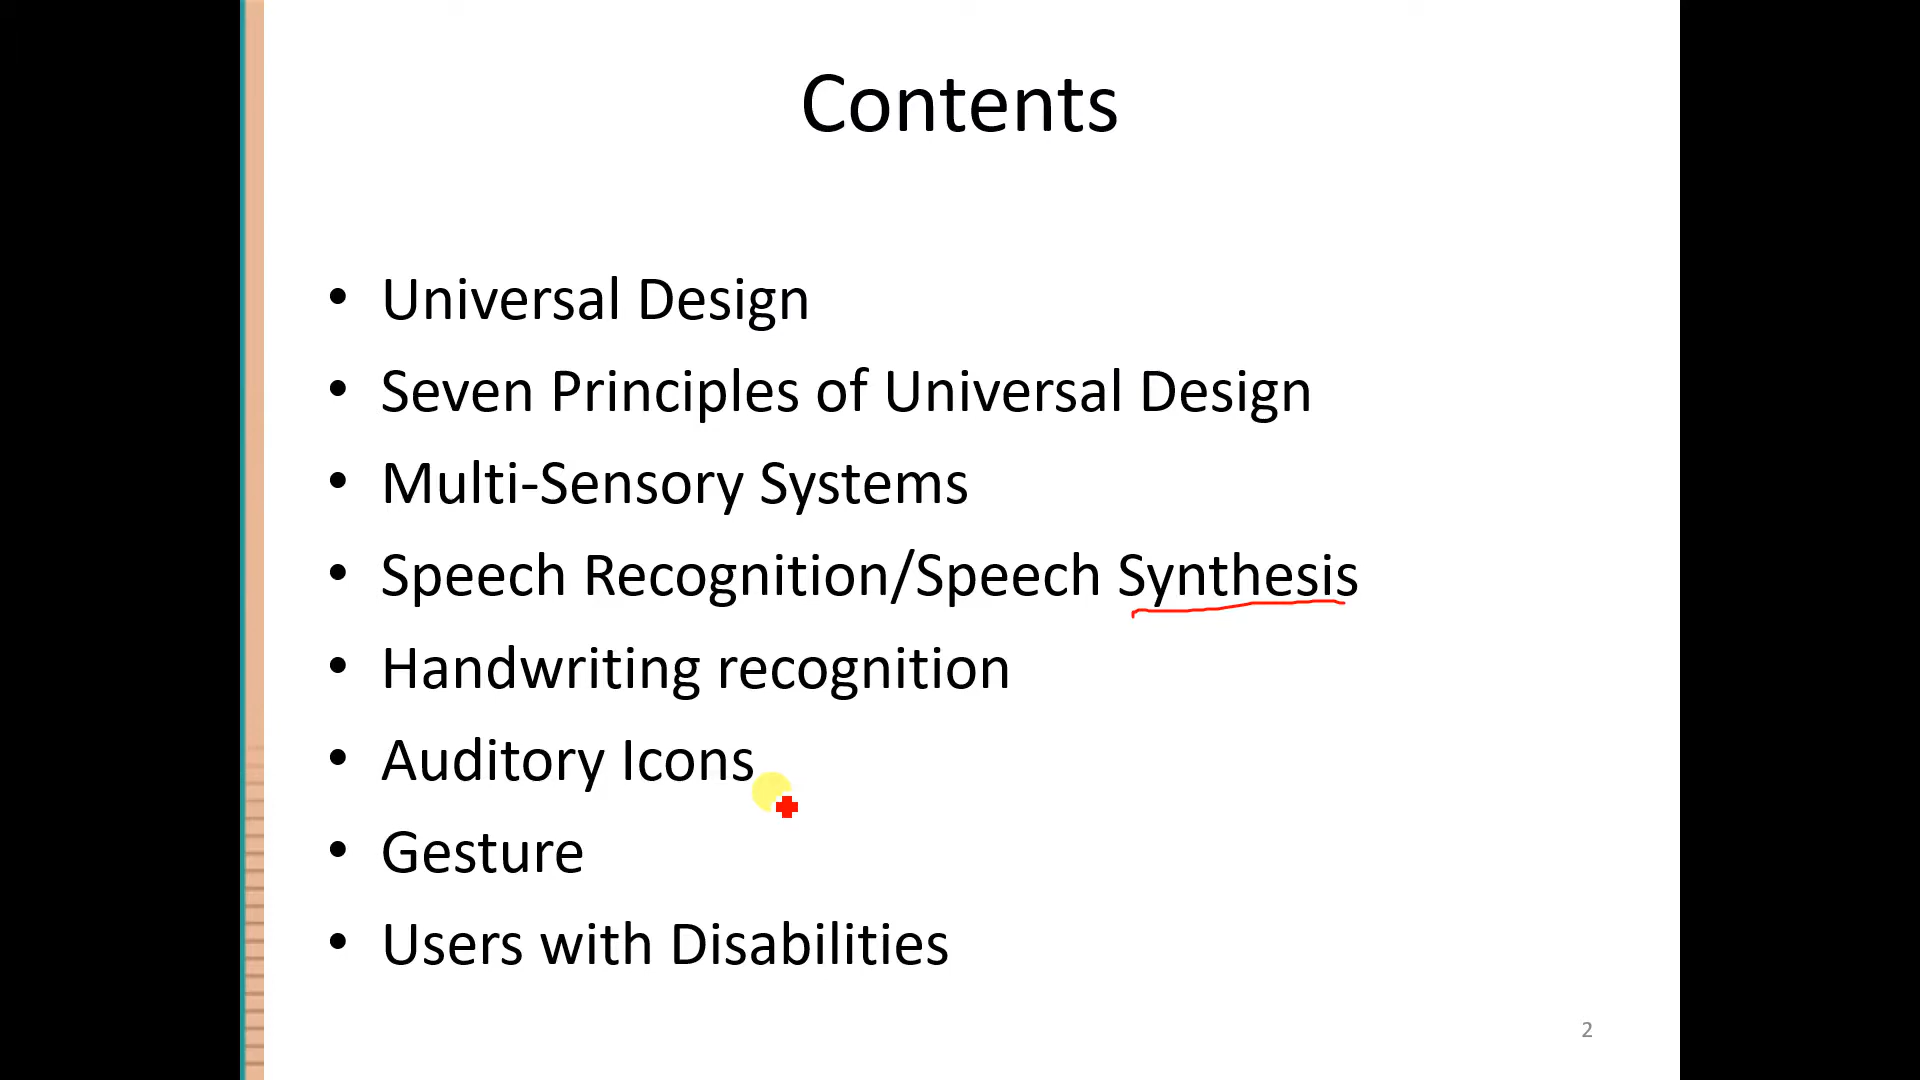 Contents
• Universal Design
• Seven Principles of Universal Design
• Multi-Sensory Systems
• Speech Recognition/Speech Synthesis
• Handwriting recognition
• Auditory Icons
• Gesture
• Users with Disabilities
2